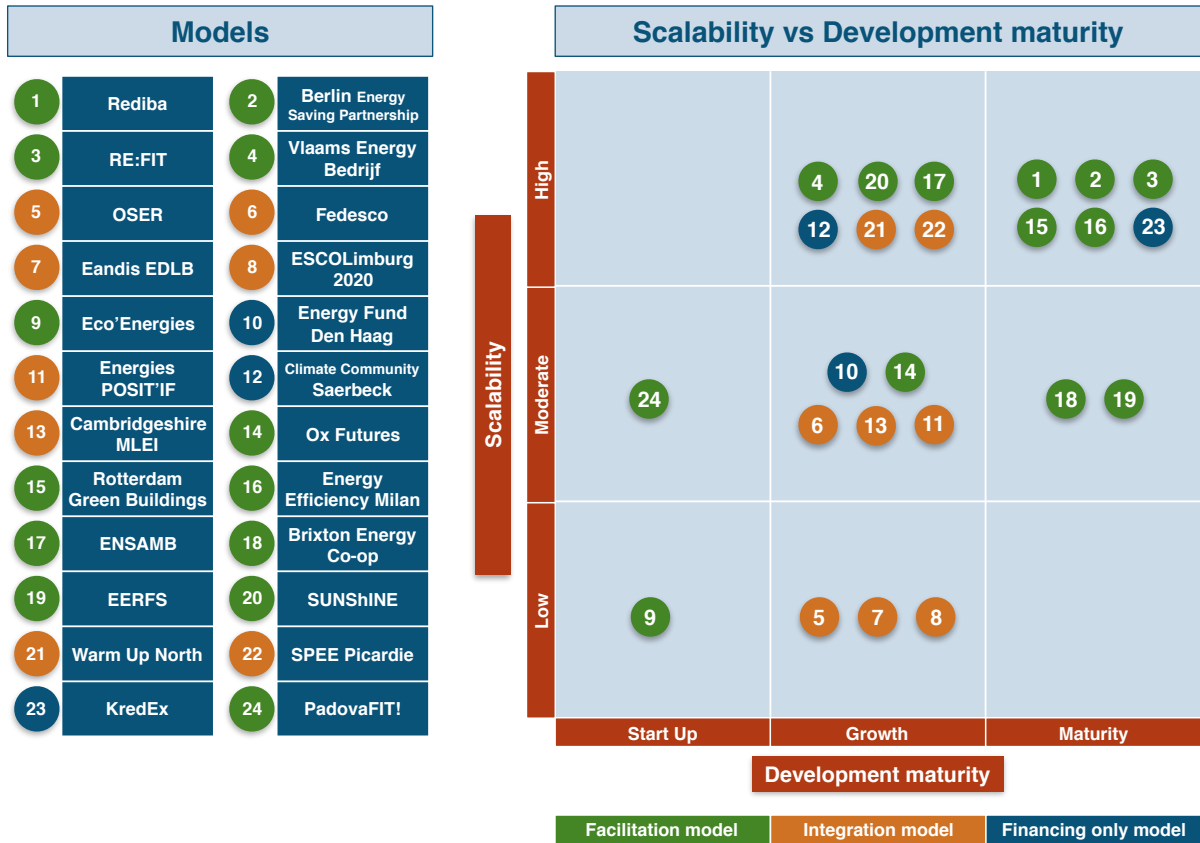 Models
1
Rediba
2
Berlin Energy
Saving Partnership
3
RE:FIT
4
Vlaams Energy
Bedrijf
5
OSER
6
Fedesco
7
Eandis EDLB
8
ESCOLimburg
2020
9
Eco’Energies
10
Energy Fund
Den Haag
11
Energies
POSIT’IF
12
Climate Community
Saerbeck
13
Cambridgeshire
MLEI
14
Ox Futures
15
Rotterdam
Green Buildings
16
Energy
Efficiency Milan
17
ENSAMB
18
Brixton Energy
Co-op
19
EERFS
20
SUNShINE
21
Warm Up North
22
SPEE Picardie
23
KredEx
24
PadovaFIT!
Scalability vs Development maturity
Scalability
High
4 20 17
12 21 22
1 2 3
15 16 23
Moderate
24
10 14
6 13 11
18 19
Low
9
5 7 8
Start Up
Growth
Maturity
Development maturity
Facilitation model
Integration model
Financing only model